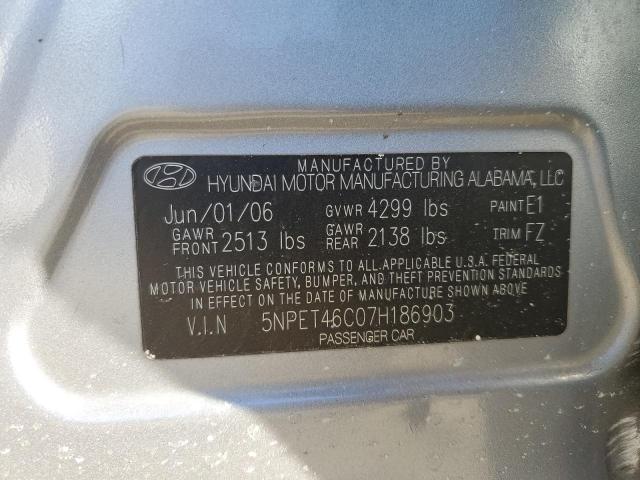 MANUFACTURED BY
HYUNDAI MOTOR MANUFACTURING ALABAMA, LLC
Jun/01/06 GVWR 4299 lbs PAINT E1
GAWR FRONT 2513 lbs GAWR REAR 2138 lbs TRIM FZ
THIS VEHICLE CONFORMS TO ALL APPLICABLE U.S.A. FEDERAL
MOTOR VEHICLE SAFETY, BUMPER, AND THEFT PREVENTION STANDARDS
IN EFFECT ON THE DATE OF MANUFACTURE SHOWN ABOVE
V.I.N 5NPET46C07H186903
PASSENGER CAR